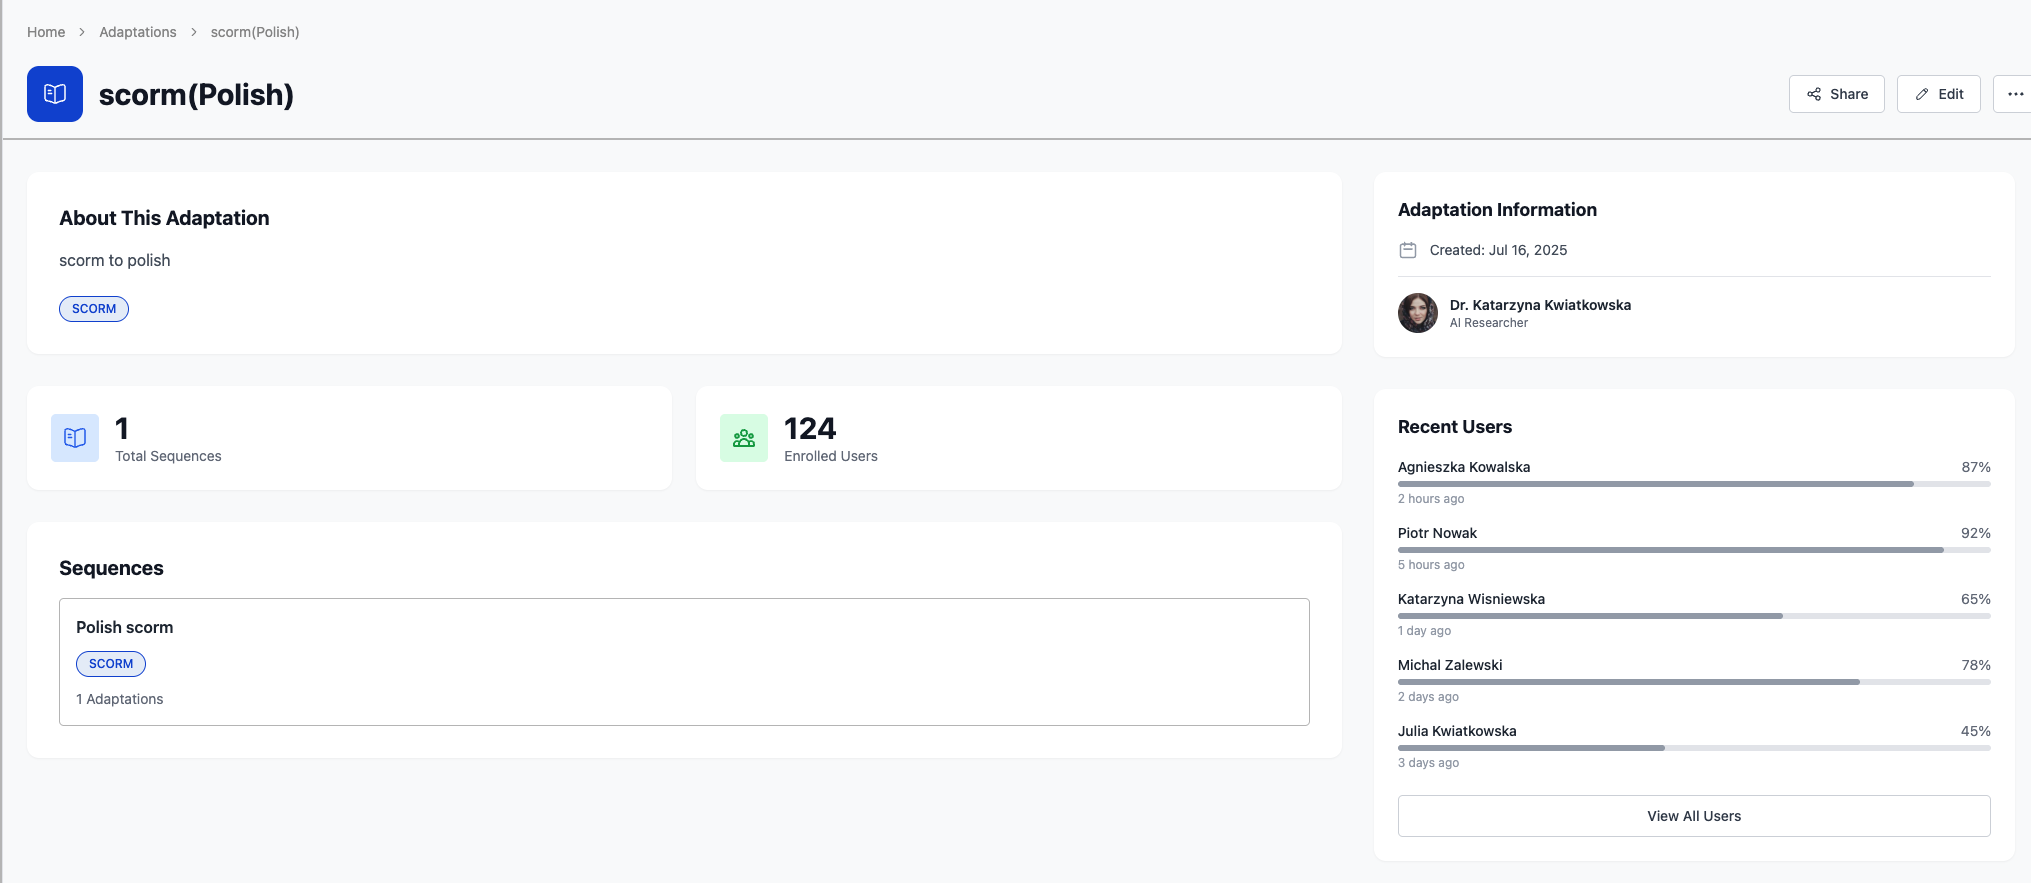 Home > Adaptations > scorm(Polish)
scorm(Polish)
Share
Edit
...
About This Adaptation
scorm to polish
SCORM
1
Total Sequences
124
Enrolled Users
Sequences
Polish scorm
SCORM
1 Adaptations
Adaptation Information
Created: Jul 16, 2025
Dr. Katarzyna Kwiatkowska
AI Researcher
Recent Users
Agnieszka Kowalska 87%
2 hours ago
Piotr Nowak 92%
5 hours ago
Katarzyna Wisniewska 65%
1 day ago
Michal Zalewski 78%
2 days ago
Julia Kwiatkowska 45%
3 days ago
View All Users